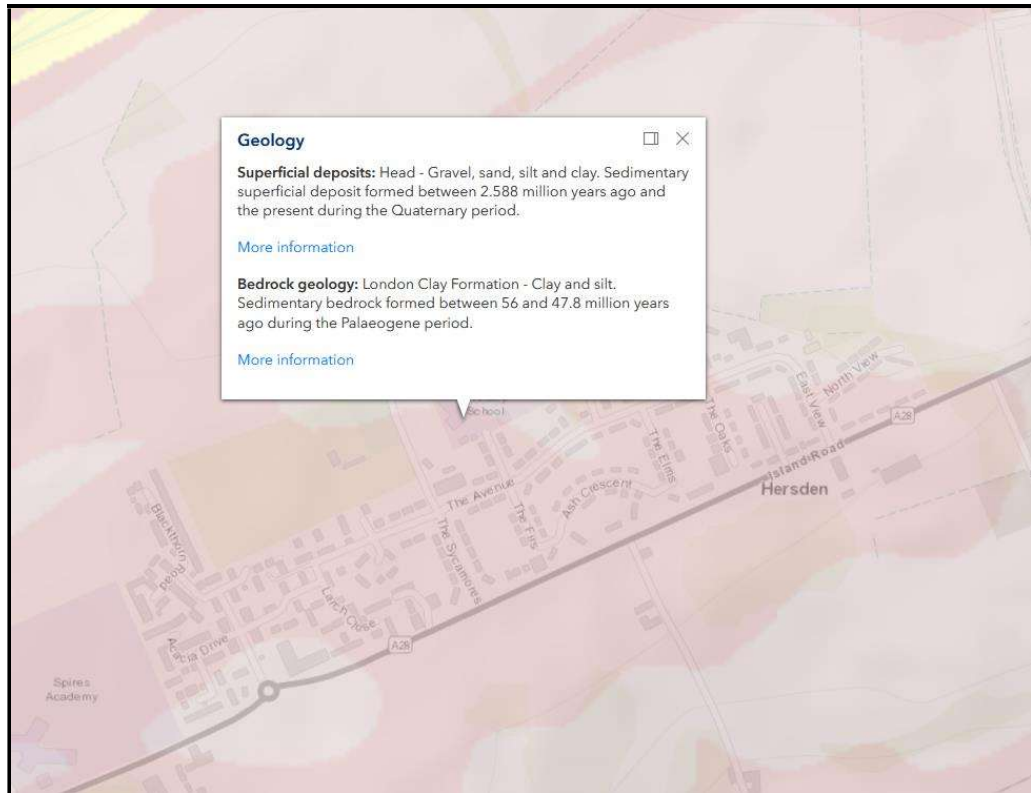 Geology
Superficial deposits: Head - Gravel, sand, silt and clay. Sedimentary
superficial deposit formed between 2.588 million years ago and
the present during the Quaternary period.
More information
Bedrock geology: London Clay Formation - Clay and silt.
Sedimentary bedrock formed between 56 and 47.8 million years
ago during the Palaeogene period.
More information
School
North View
East View
The Oaks
A28
Island Road
Hersden
The Elms
Ash Crescent
The Avenue
The Firs
The Sycamores
Blackthorn
Road
Larch Close
A28
Acacia Drive
Spires
Academy